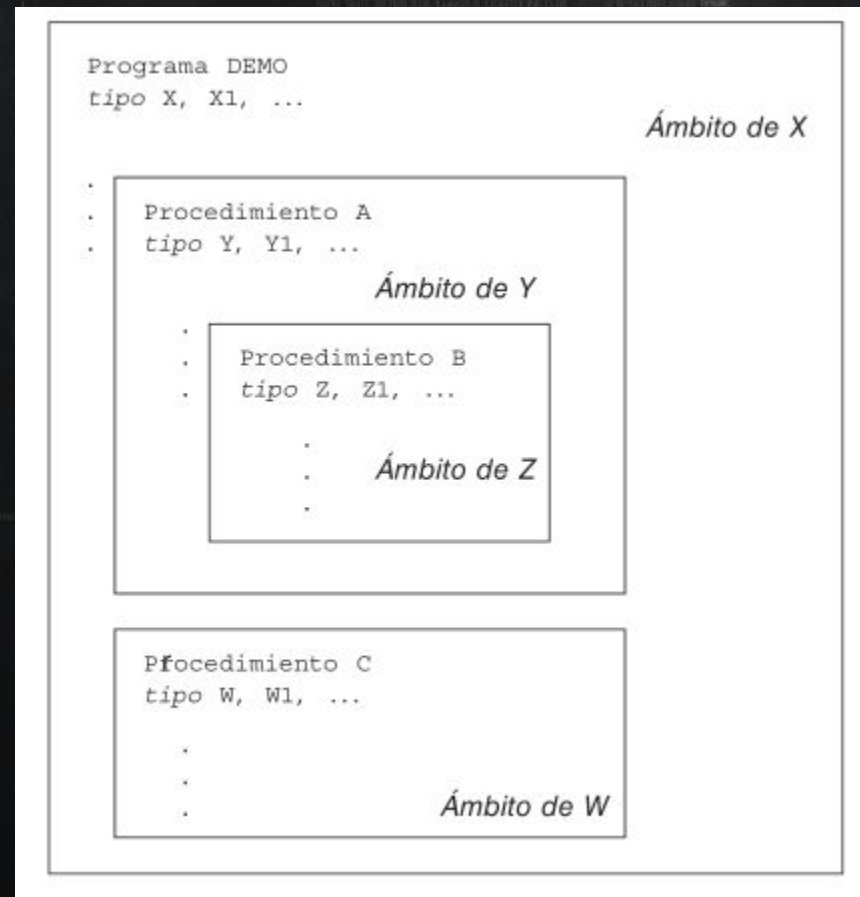 Programa DEMO
tipo X, X1, ...
Ámbito de X
.
.
.
Procedimiento A
tipo Y, Y1, ...
Ámbito de Y
.
.
.
Procedimiento B
tipo Z, Z1, ...
.
.
.
Ámbito de Z
Pfocedimiento C
tipo W, W1, ...
.
.
.
Ámbito de W